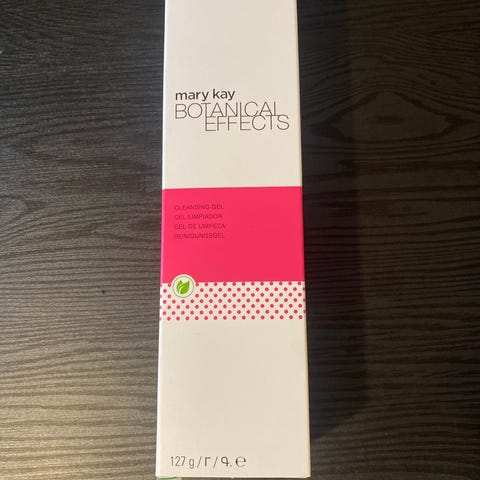 mary kay
BOTANICAL
EFFECTS
CLEANSING GEL
GEL LIMPIADOR
GEL DE LIMPEZA
REINIGUNGSGEL
127 g / Г / Գ. ℮